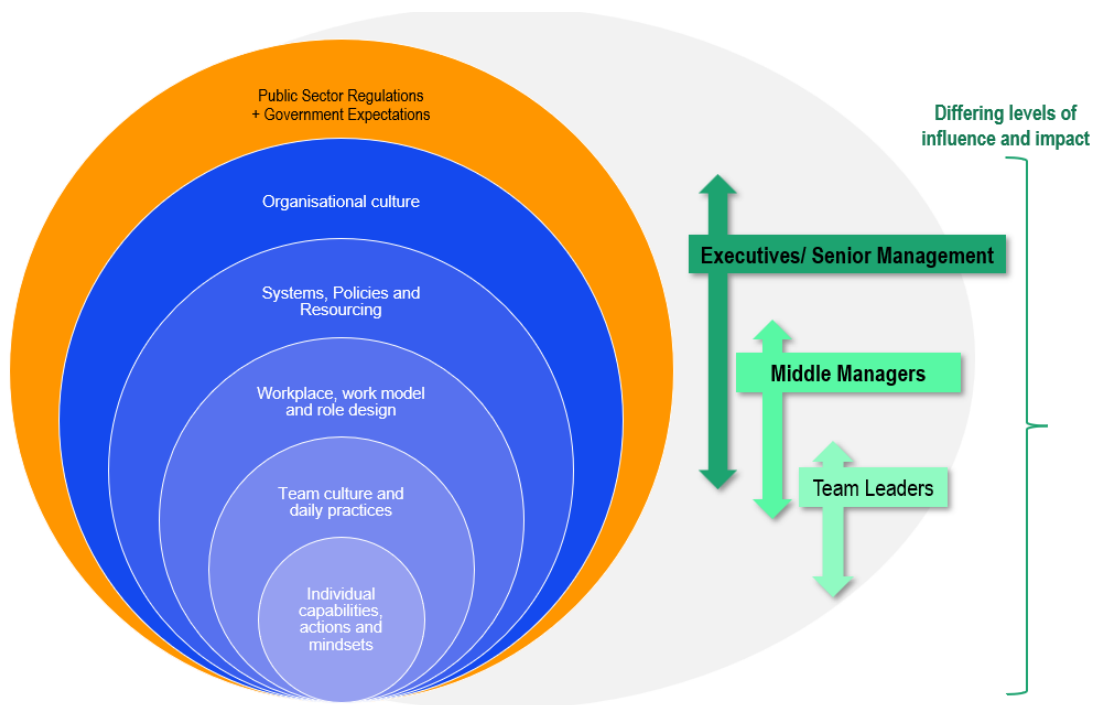 Public Sector Regulations
+ Government Expectations
Organisational culture
Systems, Policies and
Resourcing
Workplace, work model
and role design
Team culture and
daily practices
Individual
capabilities,
actions and
mindsets
Differing levels of
influence and impact
Executives/ Senior Management
Middle Managers
Team Leaders